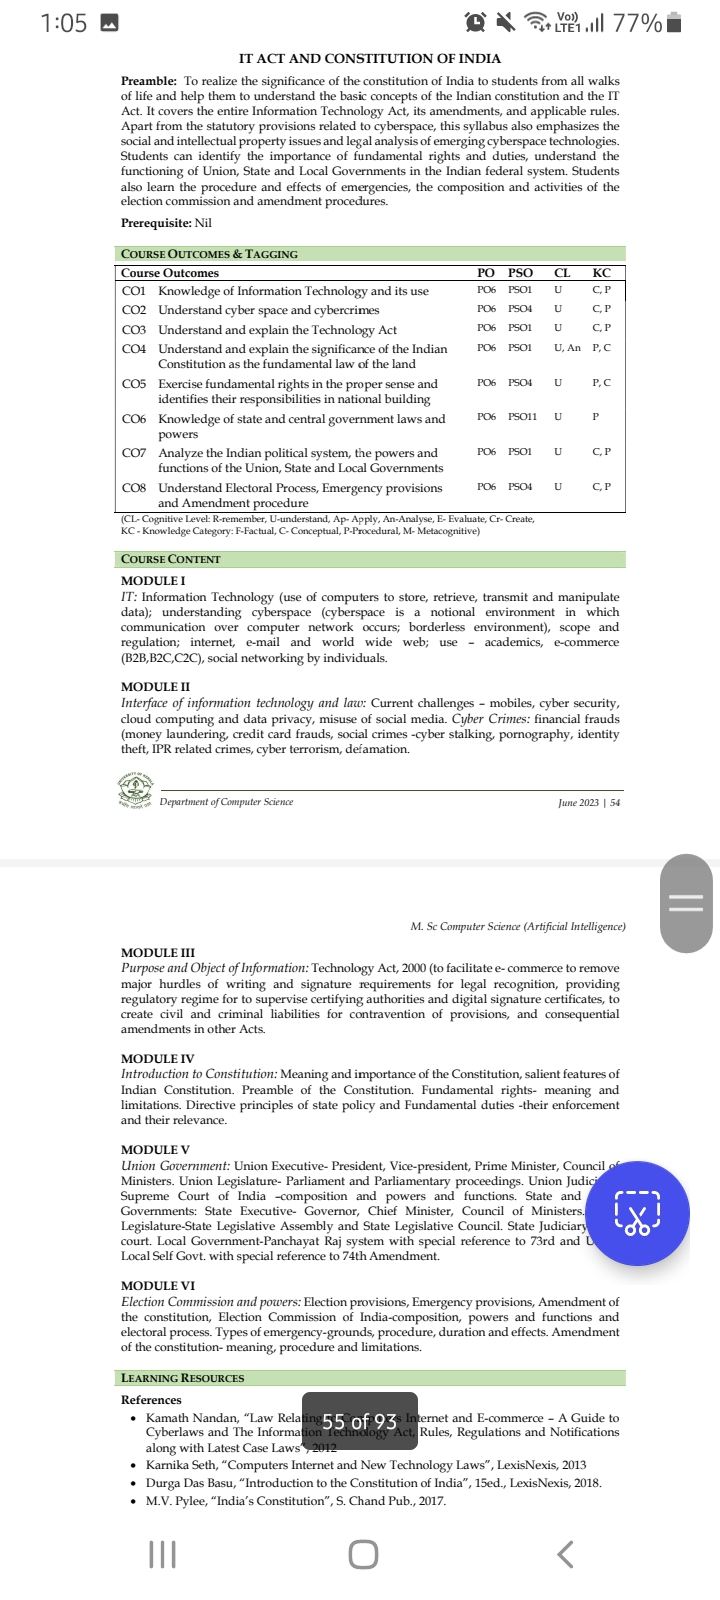 1:05
Vo))
LTE1
77%
IT ACT AND CONSTITUTION OF INDIA
Preamble: To realize the significance of the constitution of India to students from all walks
of life and help them to understand the basic concepts of the Indian constitution and the IT
Act. It covers the entire Information Technology Act, its amendments, and applicable rules.
Apart from the statutory provisions related to cyberspace, this syllabus also emphasizes the
social and intellectual property issues and legal analysis of emerging cyberspace technologies.
Students can identify the importance of fundamental rights and duties, understand the
functioning of Union, State and Local Governments in the Indian federal system. Students
also learn the procedure and effects of emergencies, the composition and activities of the
election commission and amendment procedures.
Prerequisite: Nil
COURSE OUTCOMES & TAGGING
Course Outcomes PO PSO CL KC
CO1 Knowledge of Information Technology and its use PO6 PSO1 U C, P
CO2 Understand cyber space and cybercrimes PO6 PSO4 U C, P
CO3 Understand and explain the Technology Act PO6 PSO1 U C, P
CO4 Understand and explain the significance of the Indian PO6 PSO1 U, An P, C
Constitution as the fundamental law of the land
CO5 Exercise fundamental rights in the proper sense and PO6 PSO4 U P, C
identifies their responsibilities in national building
CO6 Knowledge of state and central government laws and PO6 PSO11 U P
powers
CO7 Analyze the Indian political system, the powers and PO6 PSO1 U C, P
functions of the Union, State and Local Governments
CO8 Understand Electoral Process, Emergency provisions PO6 PSO4 U C, P
and Amendment procedure
(CL- Cognitive Level: R-remember, U-understand, Ap- Apply, An-Analyse, E- Evaluate, Cr- Create,
KC - Knowledge Category: F-Factual, C- Conceptual, P-Procedural, M- Metacognitive)
COURSE CONTENT
MODULE I
IT: Information Technology (use of computers to store, retrieve, transmit and manipulate
data); understanding cyberspace (cyberspace is a notional environment in which
communication over computer network occurs; borderless environment), scope and
regulation; internet, e-mail and world wide web; use – academics, e-commerce
(B2B,B2C,C2C), social networking by individuals.
MODULE II
Interface of information technology and law: Current challenges – mobiles, cyber security,
cloud computing and data privacy, misuse of social media. Cyber Crimes: financial frauds
(money laundering, credit card frauds, social crimes -cyber stalking, pornography, identity
theft, IPR related crimes, cyber terrorism, defamation.
Department of Computer Science June 2023 | 54
M. Sc Computer Science (Artificial Intelligence)
MODULE III
Purpose and Object of Information: Technology Act, 2000 (to facilitate e- commerce to remove
major hurdles of writing and signature requirements for legal recognition, providing
regulatory regime for to supervise certifying authorities and digital signature certificates, to
create civil and criminal liabilities for contravention of provisions, and consequential
amendments in other Acts.
MODULE IV
Introduction to Constitution: Meaning and importance of the Constitution, salient features of
Indian Constitution. Preamble of the Constitution. Fundamental rights- meaning and
limitations. Directive principles of state policy and Fundamental duties -their enforcement
and their relevance.
MODULE V
Union Government: Union Executive- President, Vice-president, Prime Minister, Council of
Ministers. Union Legislature- Parliament and Parliamentary proceedings. Union
Supreme Court of India –composition and powers and functions. State and
Governments: State Executive- Governor, Chief Minister, Council of Ministers.
Legislature-State Legislative Assembly and State Legislative Council. State Judiciary
court. Local Government-Panchayat Raj system with special reference to 73rd and
Local Self Govt. with special reference to 74th Amendment.
MODULE VI
Election Commission and powers: Election provisions, Emergency provisions, Amendment of
the constitution, Election Commission of India-composition, powers and functions and
electoral process. Types of emergency-grounds, procedure, duration and effects. Amendment
of the constitution- meaning, procedure and limitations.
LEARNING RESOURCES
References
55 of 93
• Kamath Nandan, “Law Internet and E-commerce – A Guide to
Cyberlaws and The Information Technology Act, Rules, Regulations and Notifications
along with Latest Case Laws”, 2012
• Karnika Seth, “Computers Internet and New Technology Laws”, LexisNexis, 2013
• Durga Das Basu, “Introduction to the Constitution of India”, 15ed., LexisNexis, 2018.
• M.V. Pylee, “India’s Constitution”, S. Chand Pub., 2017.